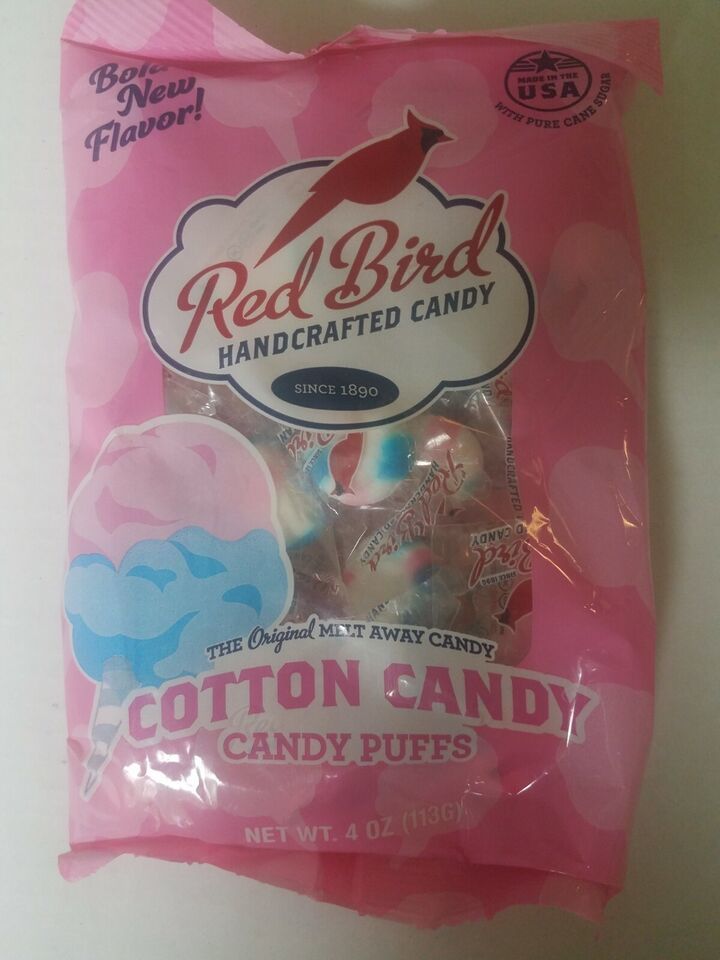 New
Flavor!
MADE IN THE
USA
WITH PURE CANE SUGAR
Red Bird
HANDCRAFTED CANDY
SINCE 1890
THE Original MELT AWAY CANDY
COTTON CANDY
CANDY PUFFS
NET WT. 4 OZ (113G)